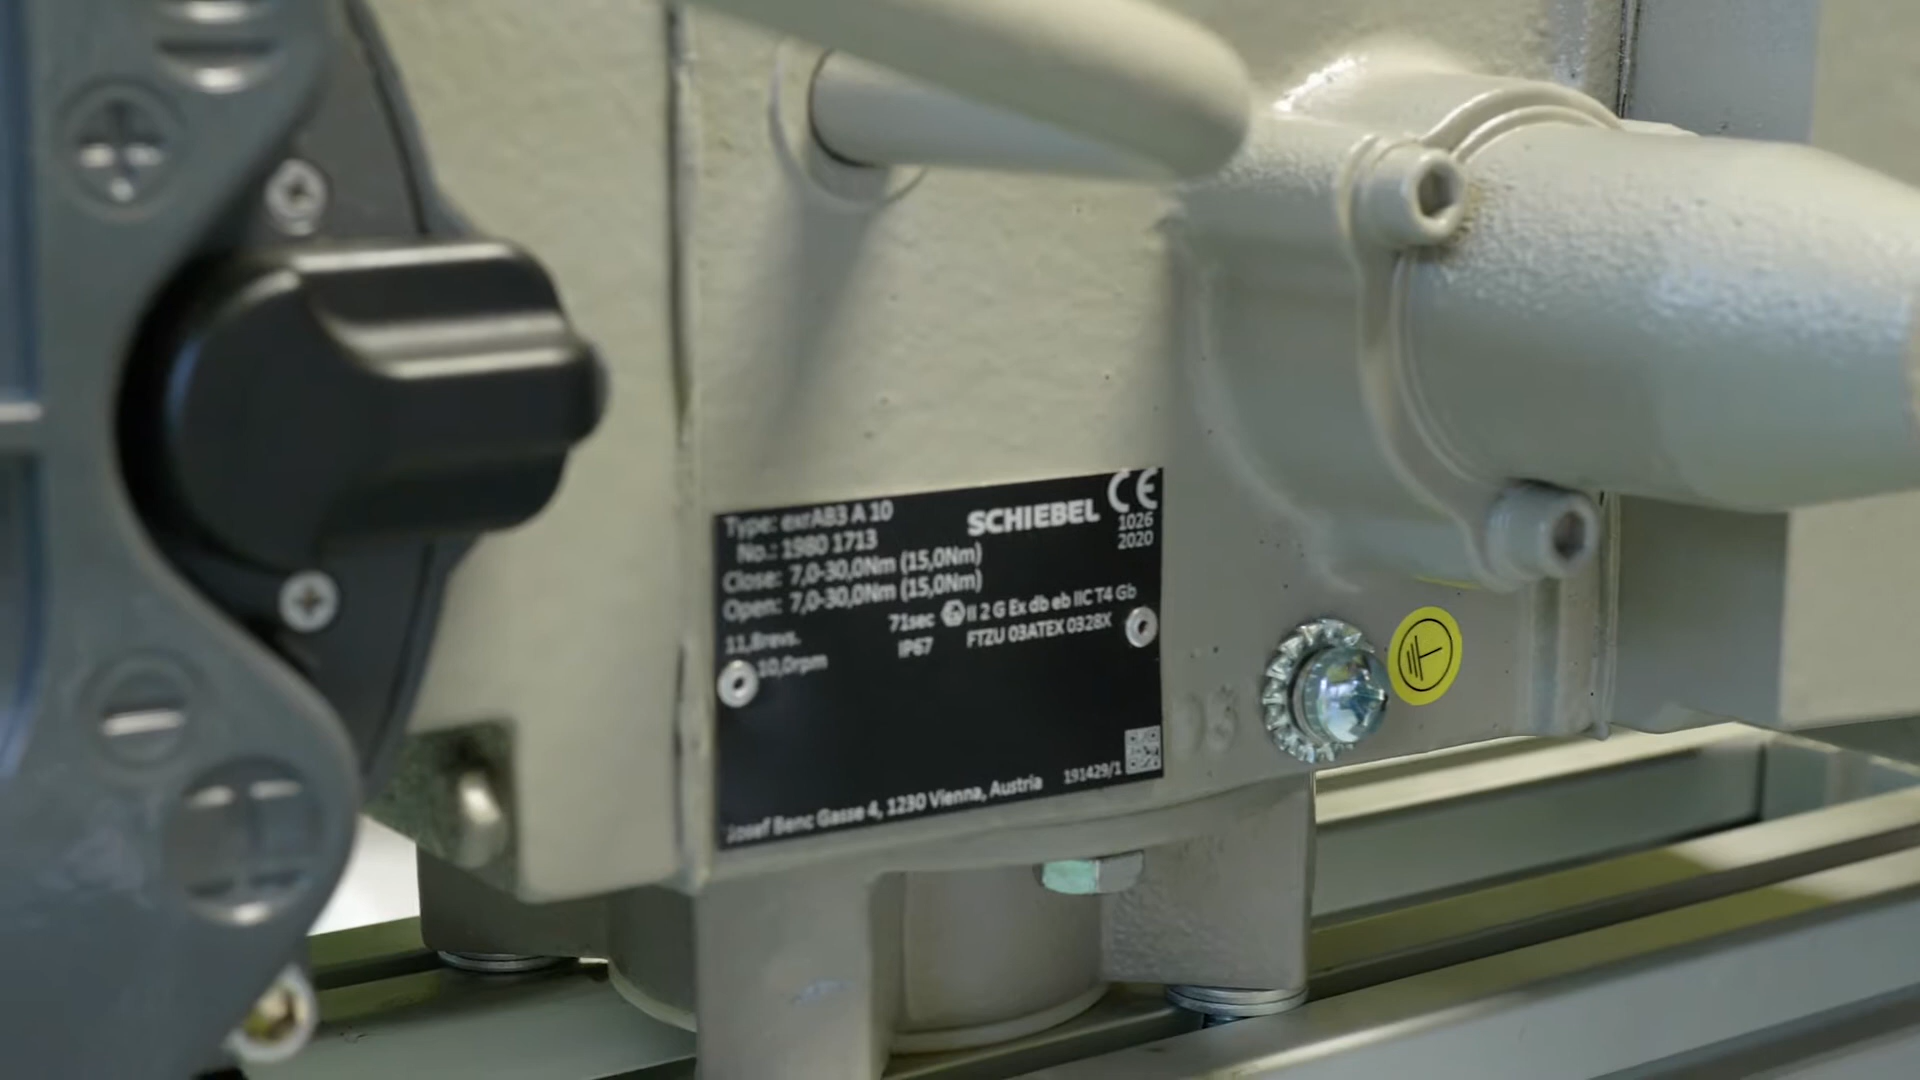 Type: exrAB3 A 10
SCHIEBEL
CE
No.: 1980 1713
1026
2020
Close: 7,0-30,0Nm (15,0Nm)
Open: 7,0-30,0Nm (15,0Nm)
11,8revs.
71sec II 2 G Ex db eb IIC T4 Gb
10,0rpm
IP67
FTZU 03ATEX 0328X
191429/1
Josef Benc Gasse 4, 1230 Vienna, Austria
03